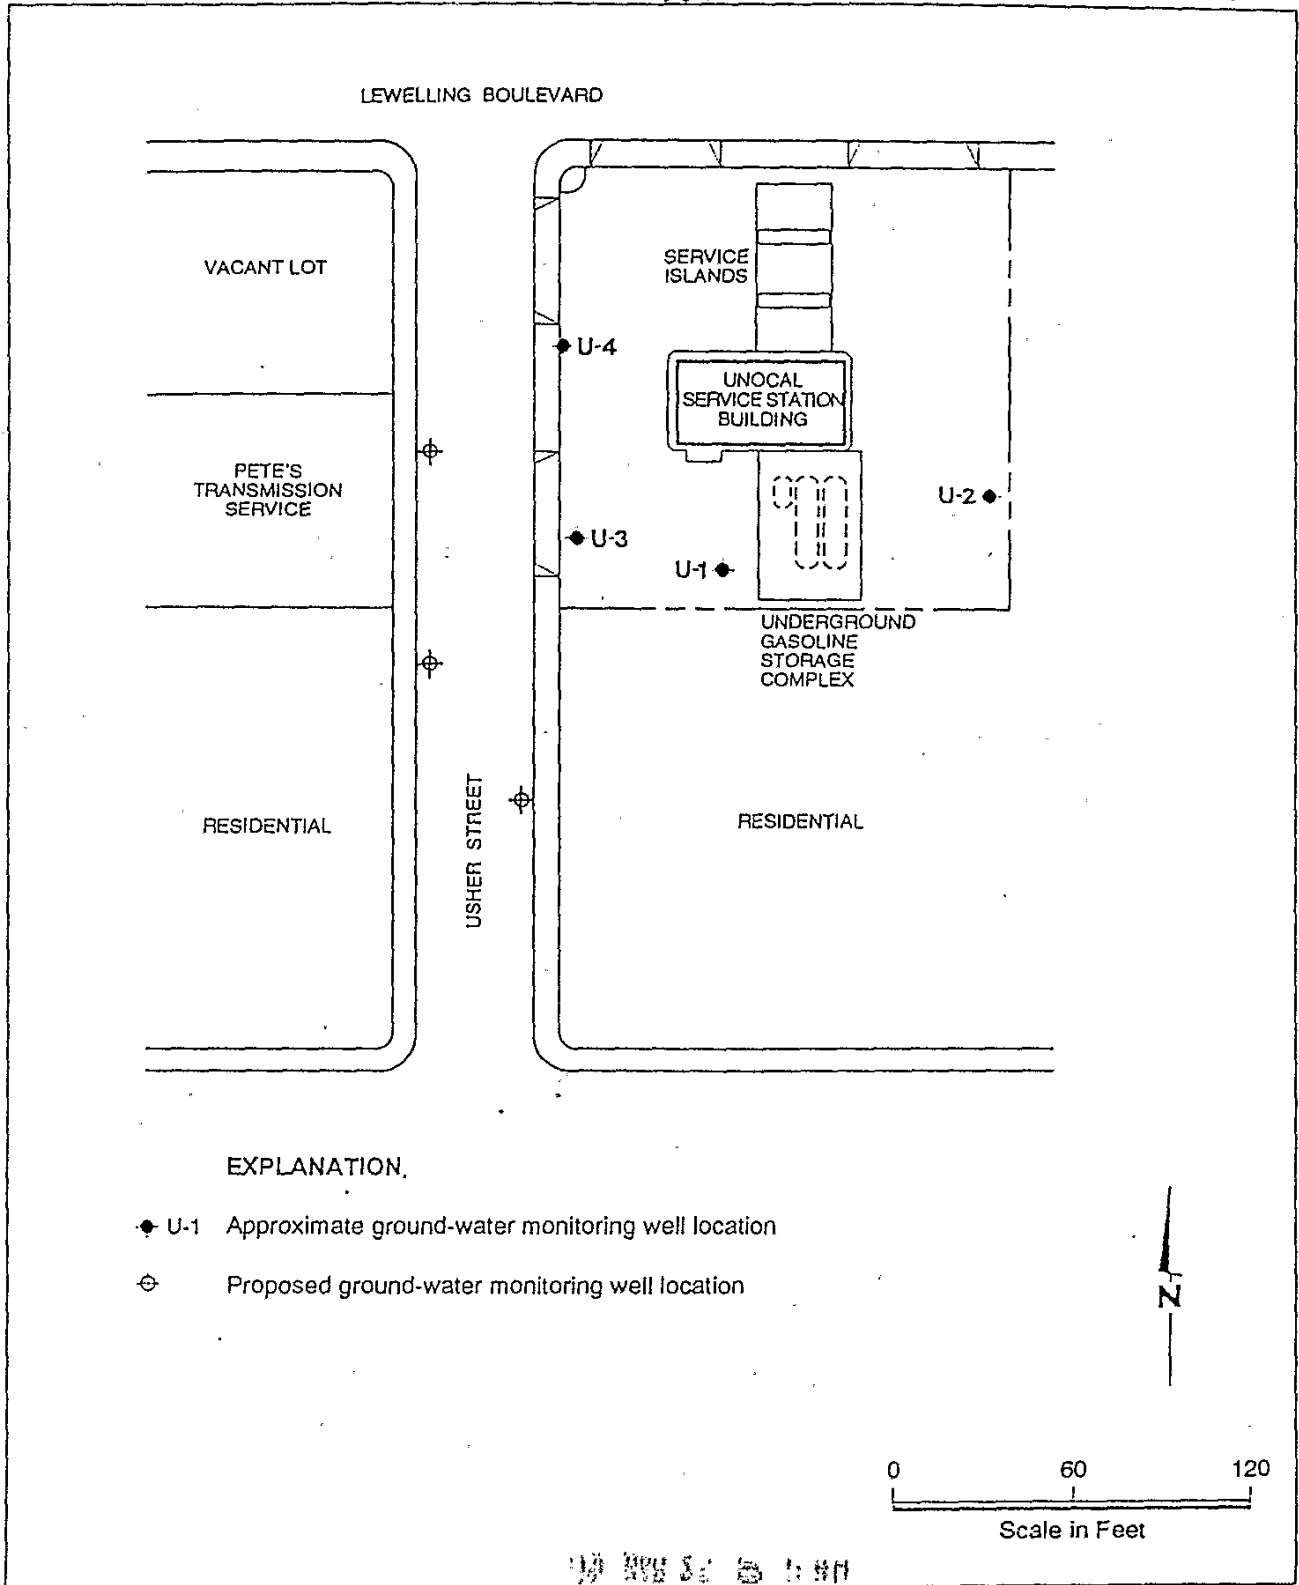 LEWELLING BOULEVARD
VACANT LOT
SERVICE
ISLANDS
U-4
UNOCAL
SERVICE STATION
BUILDING
PETE'S
TRANSMISSION
SERVICE
U-2
U-3
U-1
UNDERGROUND
GASOLINE
STORAGE
COMPLEX
RESIDENTIAL
USHER STREET
RESIDENTIAL
EXPLANATION
U-1 Approximate ground-water monitoring well location
Proposed ground-water monitoring well location
N
0 60 120
Scale in Feet